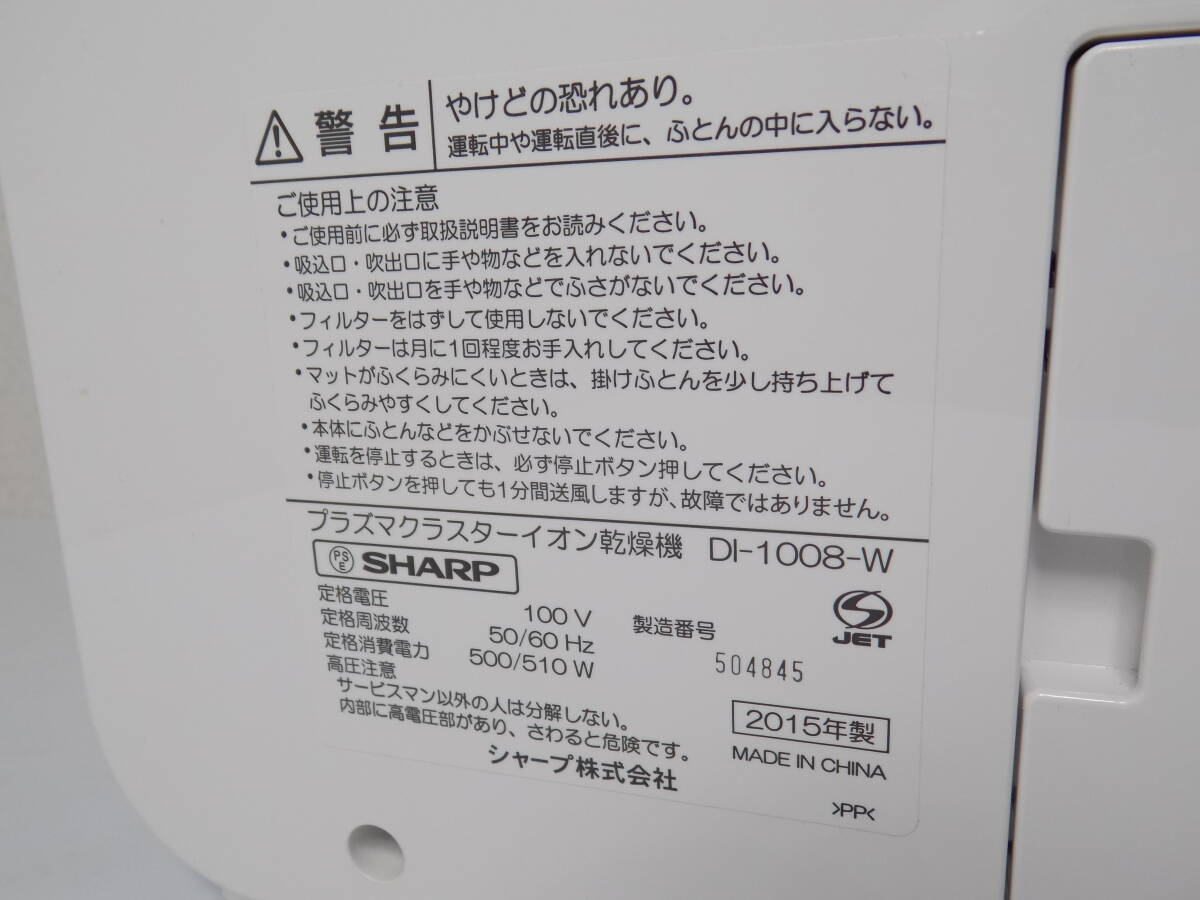 警告
やけどの恐れあり。
運転中や運転直後に、ふとんの中に入らない。
ご使用上の注意
・ご使用前に必ず取扱説明書をお読みください。
・吸込口・吹出口に手や物などを入れないでください。
・吸込口・吹出口を手や物などでふさがないでください。
・フィルターをはずして使用しないでください。
・フィルターは月に1回程度お手入れしてください。
・マットがふくらみにくいときは、掛けふとんを少し持ち上げて
ふくらみやすくしてください。
・本体にふとんなどをかぶせないでください。
・運転を停止するときは、必ず停止ボタン押してください。
・停止ボタンを押しても1分間送風しますが、故障ではありません。
プラズマクラスターイオン乾燥機 DI-1008-W
PSE SHARP
定格電圧 100 V
定格周波数 50/60 Hz
定格消費電力 500/510 W
製造番号
504845
JET
高圧注意
サービスマン以外の人は分解しない。
内部に高電圧部があり、さわると危険です。
シャープ株式会社
2015年製
MADE IN CHINA
>PP<